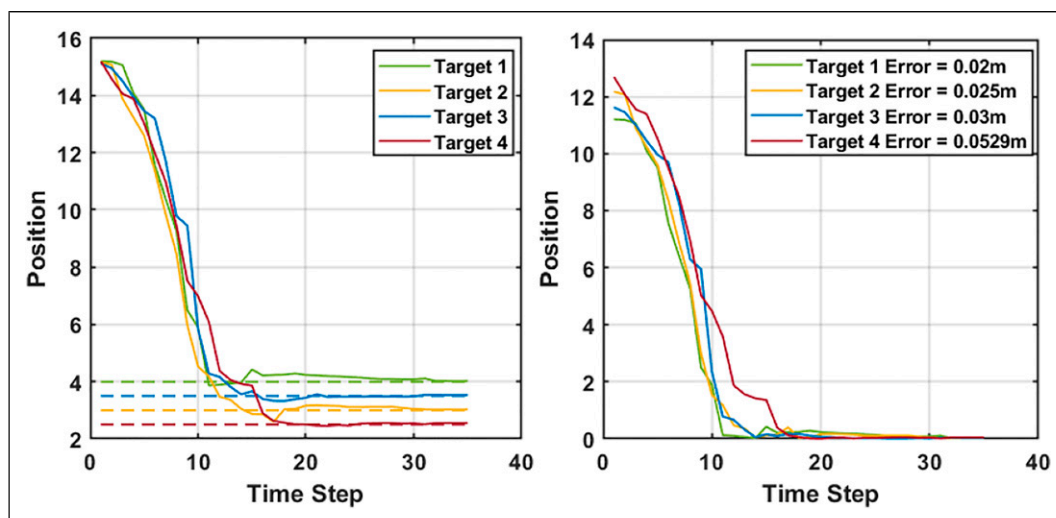 16
14
12
10
8
6
4
2
0
10
20
30
40
Position
Time Step
Target 1
Target 2
Target 3
Target 4
14
12
10
8
6
4
2
0
0
10
20
30
40
Position
Time Step
Target 1 Error = 0.02m
Target 2 Error = 0.025m
Target 3 Error = 0.03m
Target 4 Error = 0.0529m